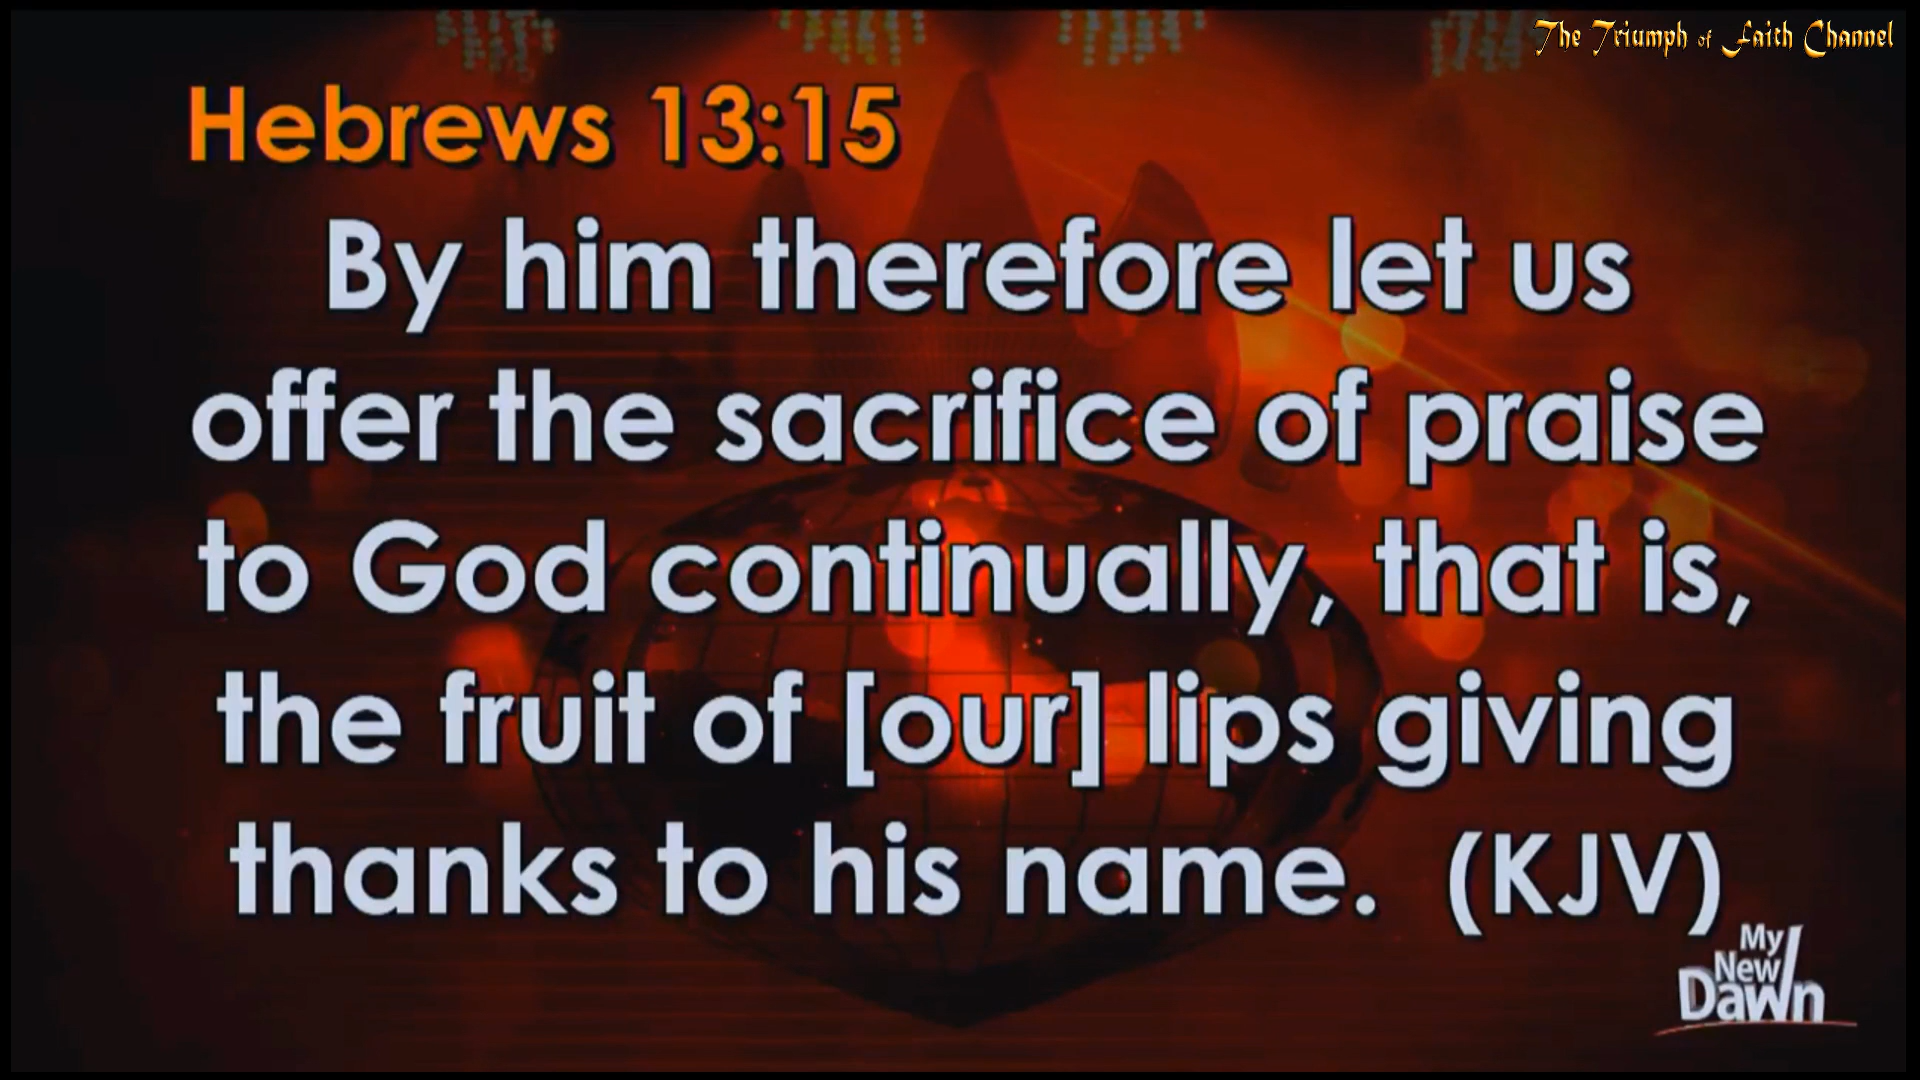 The Triumph of Faith Channel
Hebrews 13:15
By him therefore let us
offer the sacrifice of praise
to God continually, that is,
the fruit of [our] lips giving
thanks to his name. (KJV)
My
New
Dawn